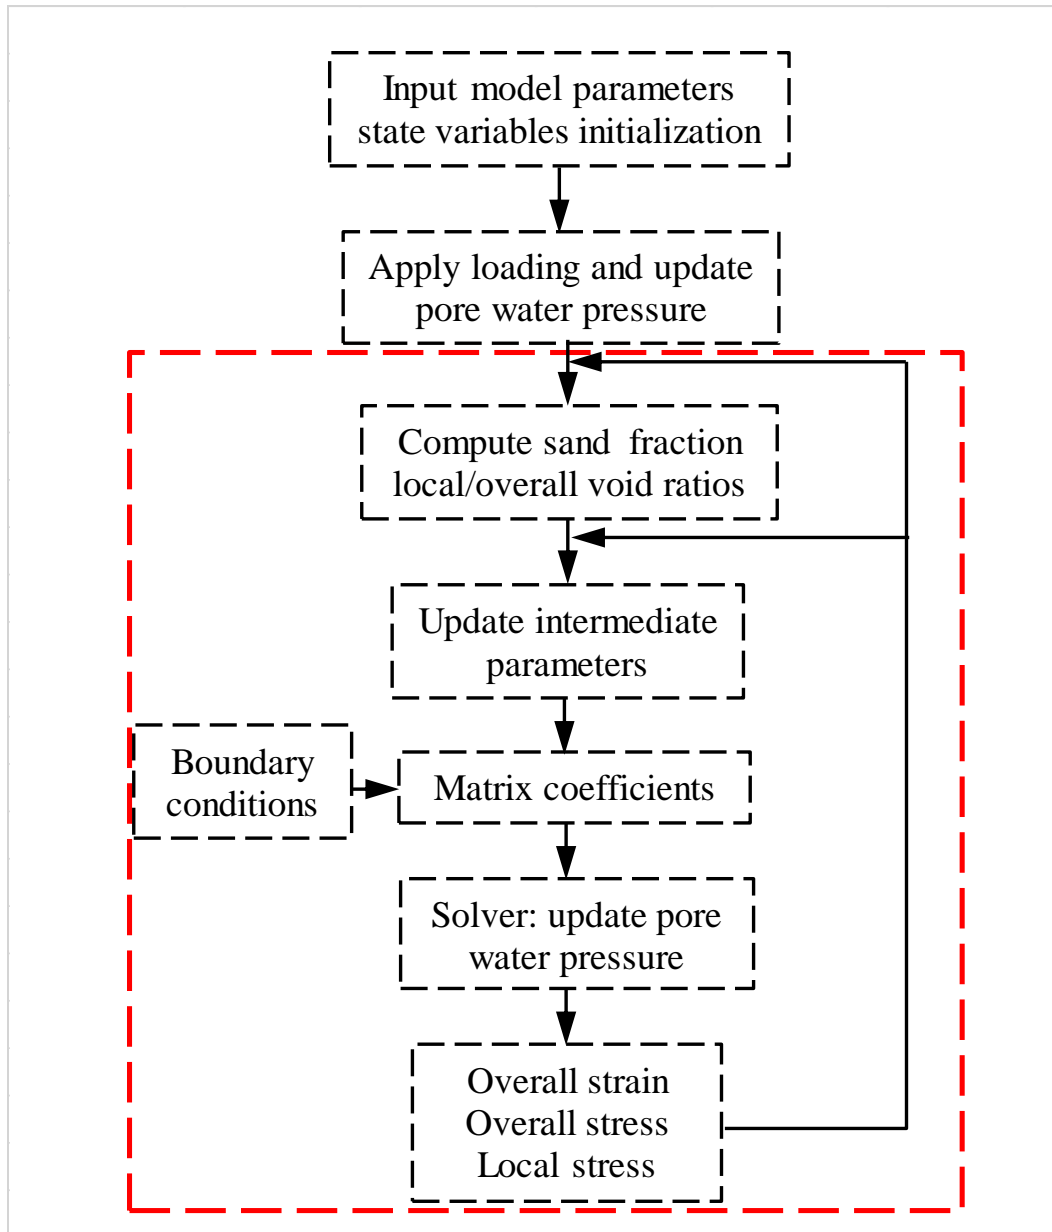 Input model parameters
state variables initialization
Apply loading and update
pore water pressure
Compute sand fraction
local/overall void ratios
Update intermediate
parameters
Boundary
conditions
Matrix coefficients
Solver: update pore
water pressure
Overall strain
Overall stress
Local stress